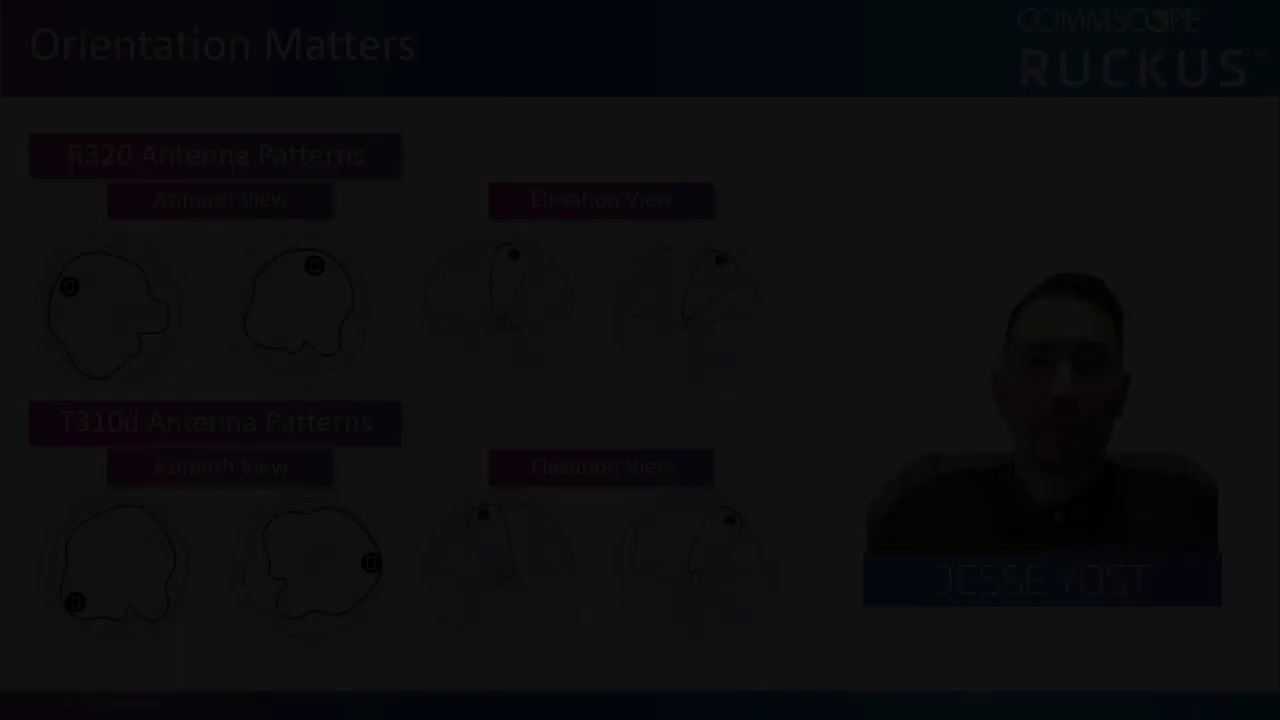 Orientation Matters
COMMSCOPE
RUCKUS
R320 Antenna Patterns
Azimuth View
Elevation View
T310d Antenna Patterns
Azimuth View
Elevation View
JESSE YOST